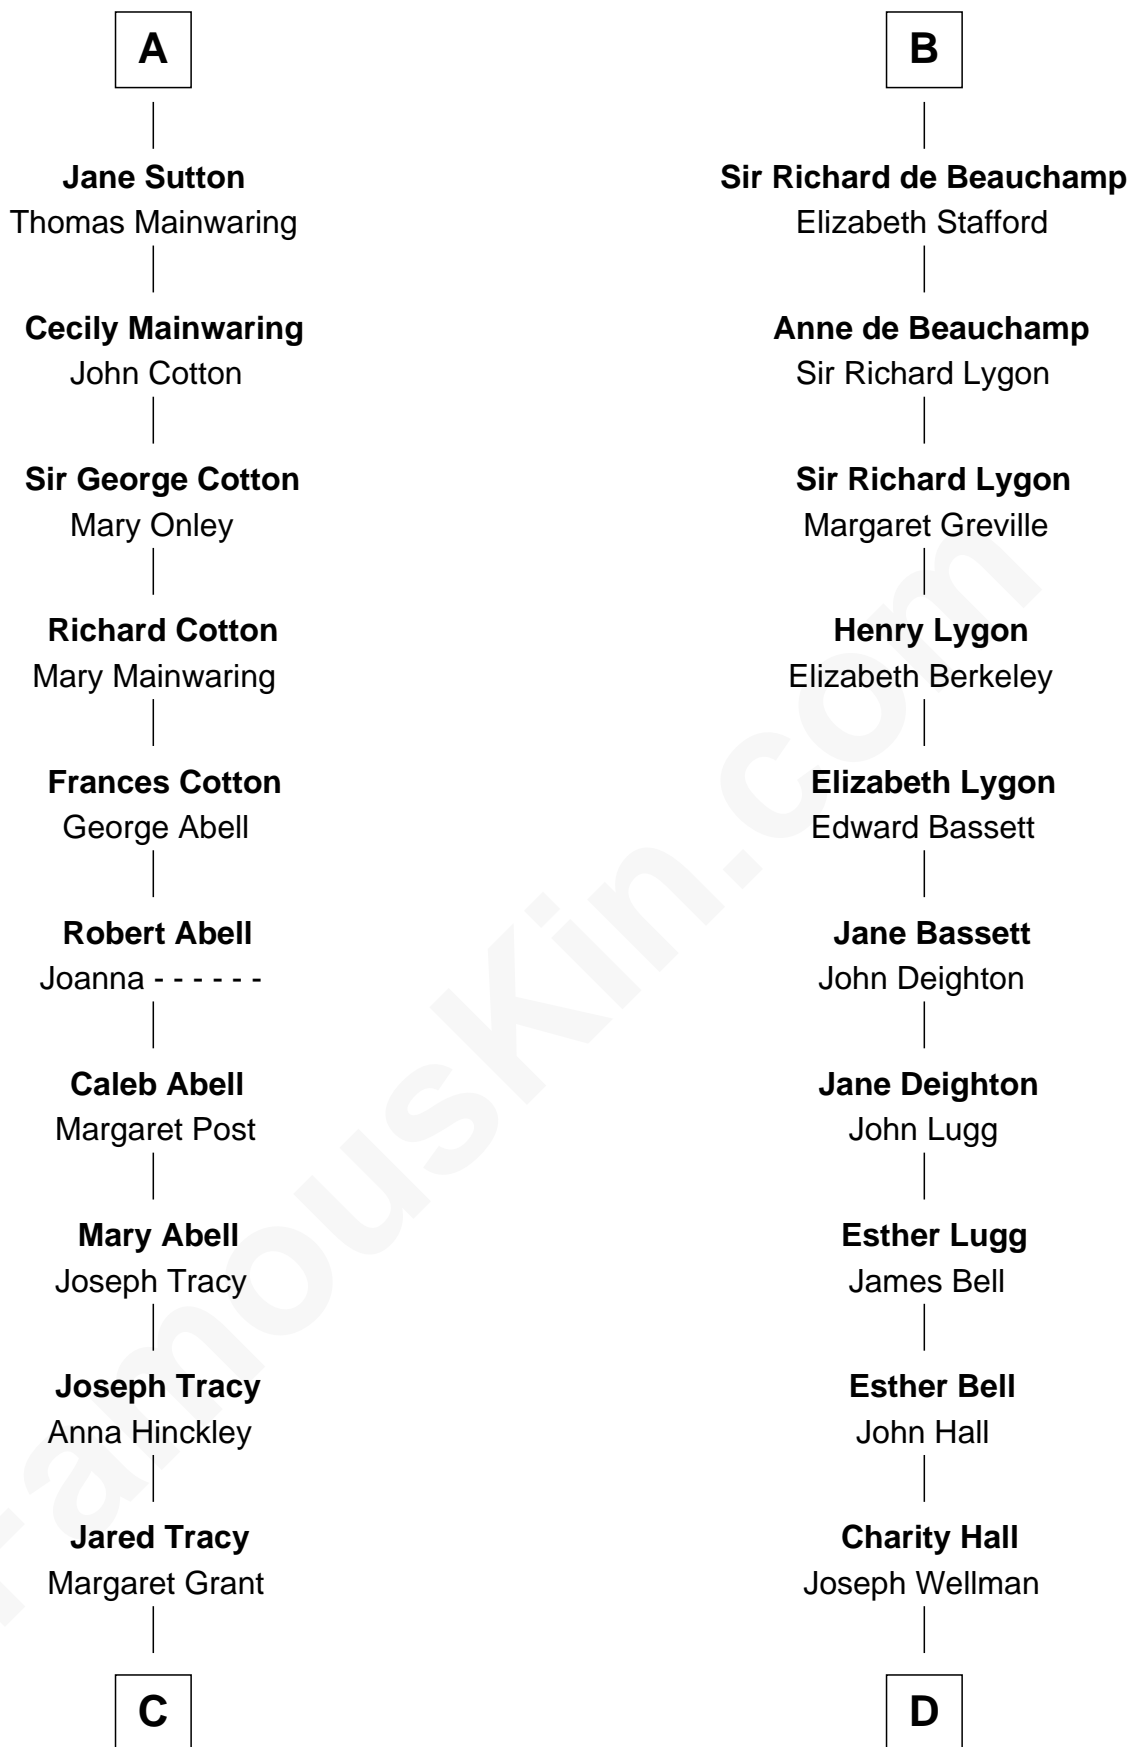 A
Jane Sutton
Thomas Mainwaring
Cecily Mainwaring
John Cotton
Sir George Cotton
Mary Onley
Richard Cotton
Mary Mainwaring
Frances Cotton
George Abell
Robert Abell
Joanna - - - - - -
Caleb Abell
Margaret Post
Mary Abell
Joseph Tracy
Joseph Tracy
Anna Hinckley
Jared Tracy
Margaret Grant
C
B
Sir Richard de Beauchamp
Elizabeth Stafford
Anne de Beauchamp
Sir Richard Lygon
Sir Richard Lygon
Margaret Greville
Henry Lygon
Elizabeth Berkeley
Elizabeth Lygon
Edward Bassett
Jane Bassett
John Deighton
Jane Deighton
John Lugg
Esther Lugg
James Bell
Esther Bell
John Hall
Charity Hall
Joseph Wellman
D
FamousKin.com